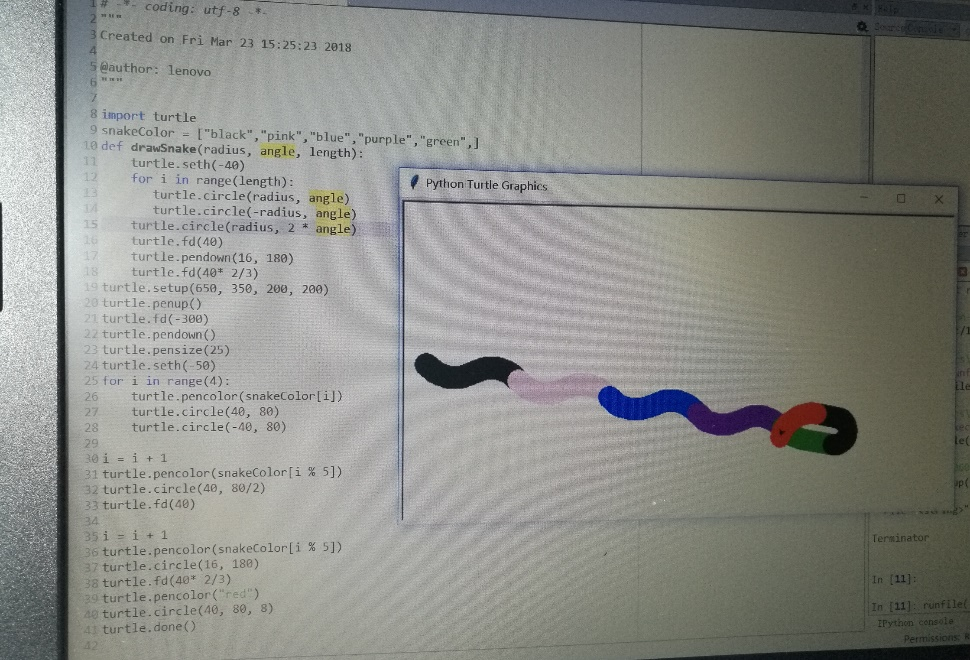 # -*- coding: utf-8 -*-
"""
Created on Fri Mar 23 15:25:23 2018
@author: lenovo
"""
import turtle
snakeColor = ["black","pink","blue","purple","green",]
def drawSnake(radius, angle, length):
turtle.seth(-40)
for i in range(length):
turtle.circle(radius, angle)
turtle.circle(-radius, angle)
turtle.circle(radius, 2 * angle)
turtle.fd(40)
turtle.pendown(16, 180)
turtle.fd(40* 2/3)
turtle.setup(650, 350, 200, 200)
turtle.penup()
turtle.fd(-300)
turtle.pendown()
turtle.pensize(25)
turtle.seth(-50)
for i in range(4):
turtle.pencolor(snakeColor[i])
turtle.circle(40, 80)
turtle.circle(-40, 80)
i = i + 1
turtle.pencolor(snakeColor[i % 5])
turtle.circle(40, 80/2)
turtle.fd(40)
i = i + 1
turtle.pencolor(snakeColor[i % 5])
turtle.circle(16, 180)
turtle.fd(40* 2/3)
turtle.pencolor("red")
turtle.circle(40, 80, 8)
turtle.done()
Python Turtle Graphics
Help
Source Console
Terminator
In [11]:
In [11]: runfile(
IPython console
Permissions: